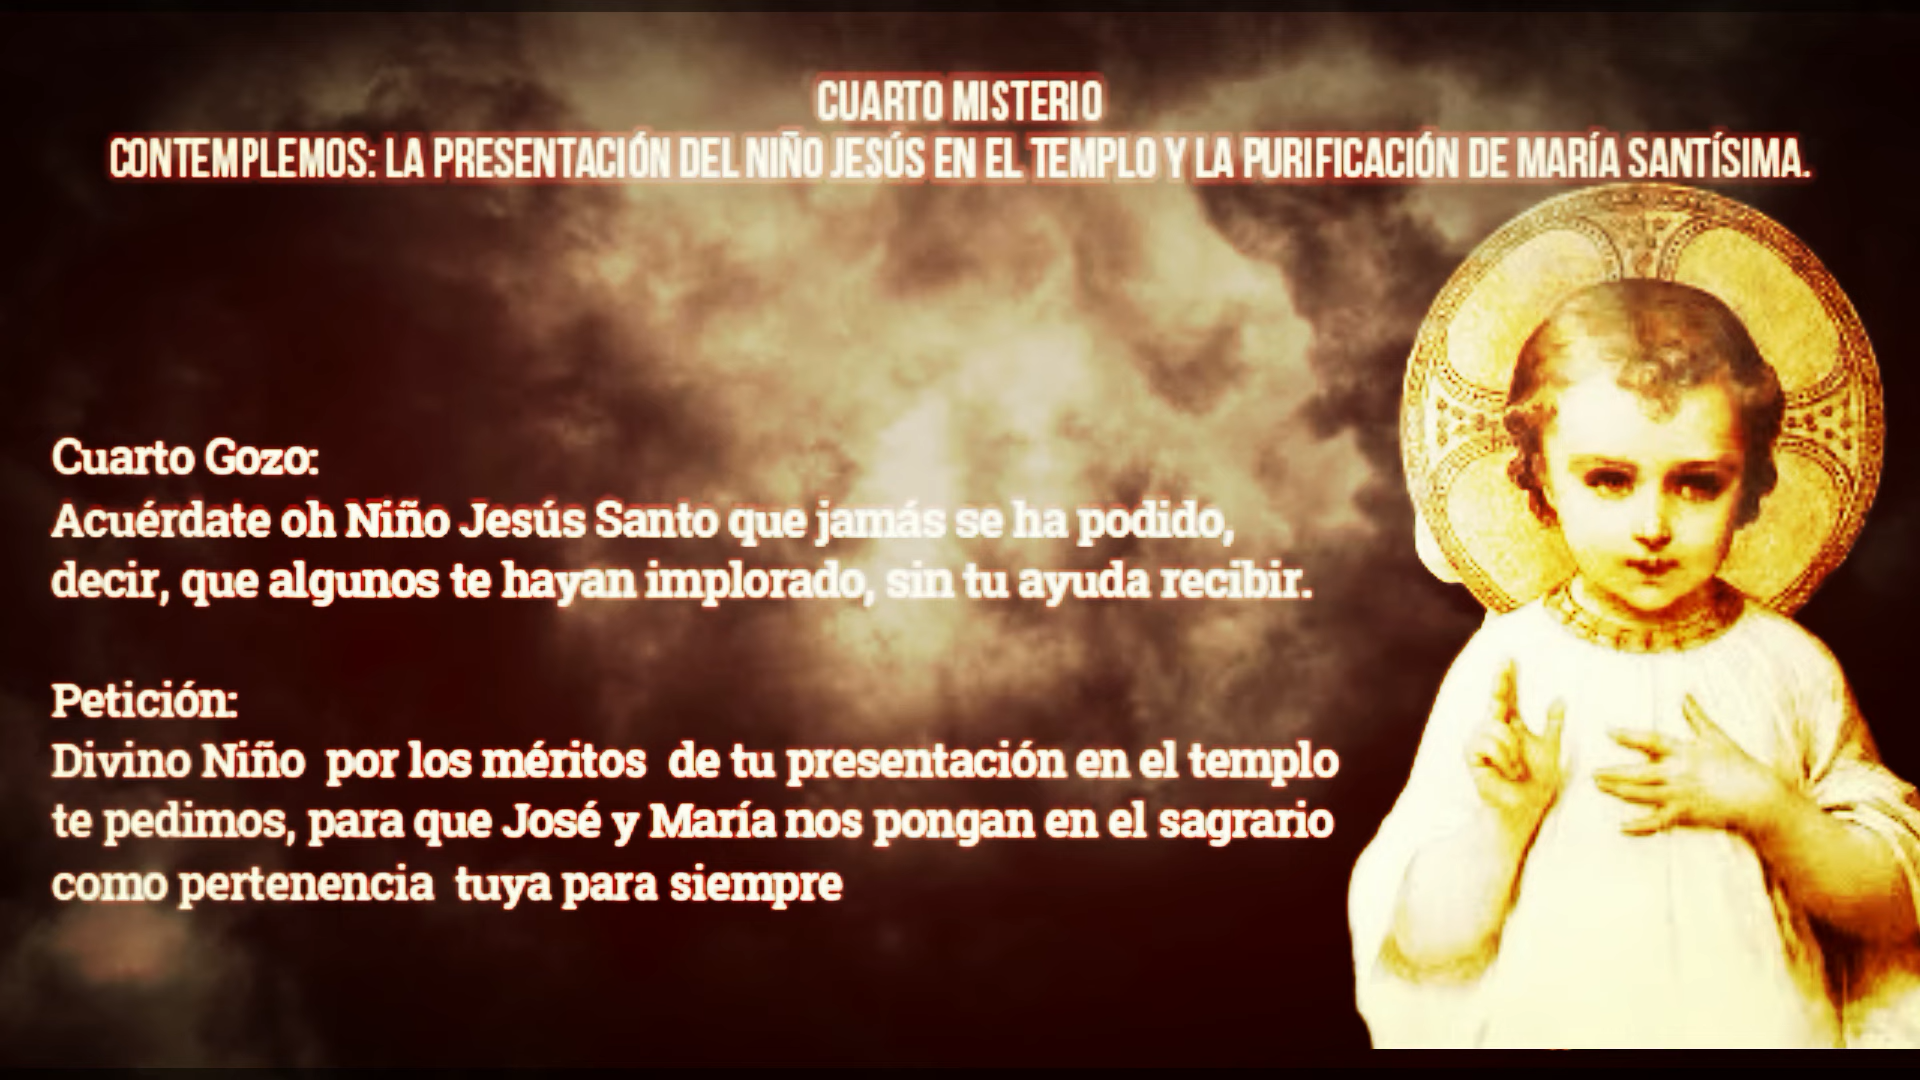 CUARTO MISTERIO
CONTEMPLEMOS: LA PRESENTACIÓN DEL NIÑO JESÚS EN EL TEMPLO Y LA PURIFICACIÓN DE MARÍA SANTÍSIMA.
Cuarto Gozo:
Acuérdate oh Niño Jesús Santo que jamás se ha podido,
decir, que algunos te hayan implorado, sin tu ayuda recibir.
Petición:
Divino Niño por los méritos de tu presentación en el templo
te pedimos, para que José y María nos pongan en el sagrario
como pertenencia tuya para siempre